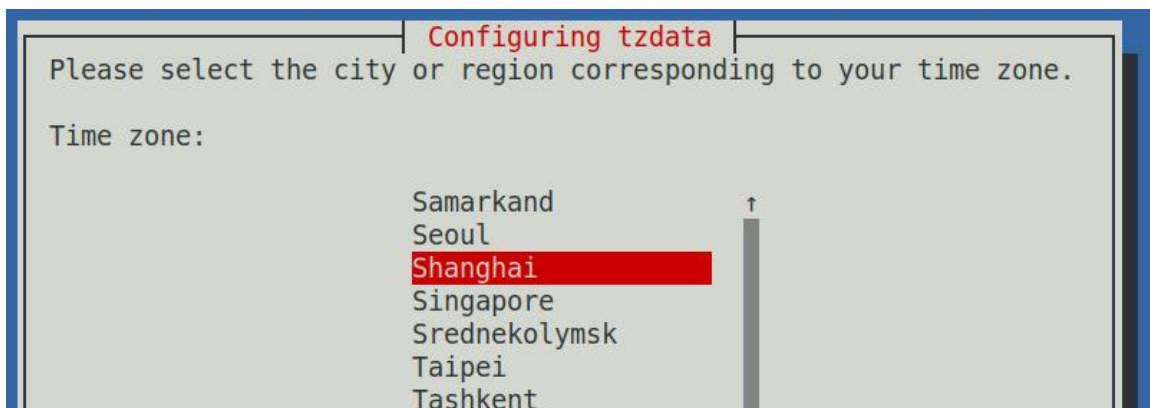 Configuring tzdata
Please select the city or region corresponding to your time zone.
Time zone:
Samarkand
Seoul
Shanghai
Singapore
Srednekolymsk
Taipei
Tashkent